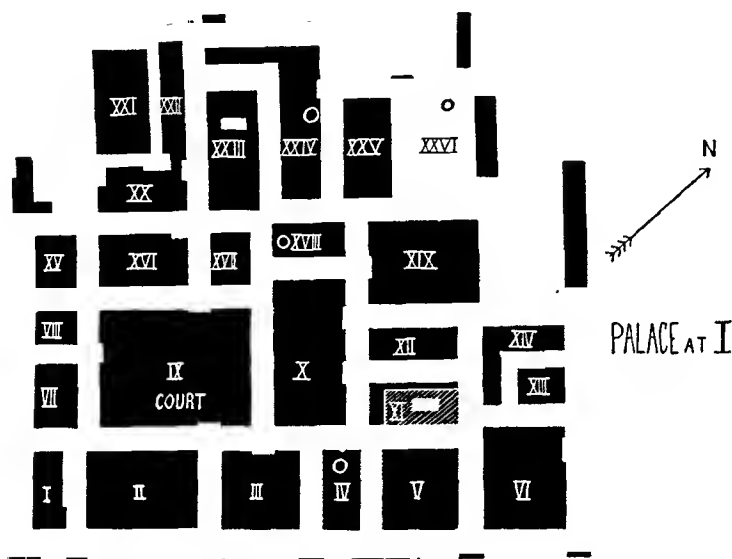 XXI XXII XXIII XXIV XXV XXVI
N
XX
XV XVI XVII XVIII XIX
VIII XII XIV
PALACE AT I
VII IX X XI XIII
COURT
I II III IV V VI